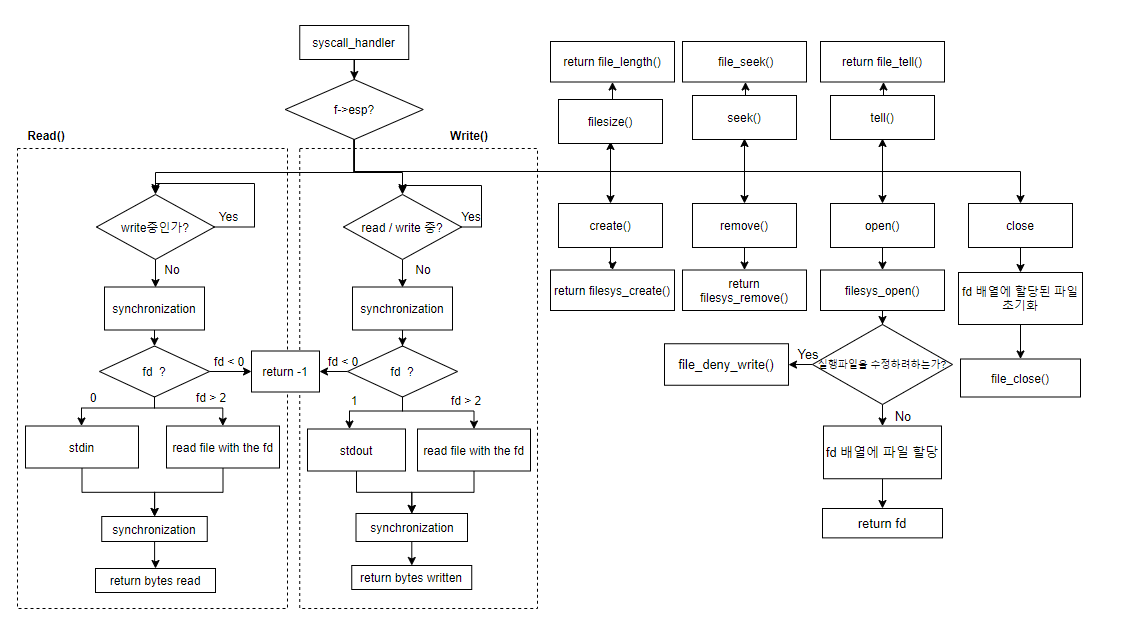 syscall_handler
f->esp?
return file_length()
file_seek()
return file_tell()
filesize()
seek()
tell()
Read()
Write()
write중인가?
Yes
No
synchronization
fd ?
fd < 0
0
fd > 2
stdin
read file with the fd
synchronization
return bytes read
return -1
read / write 중?
Yes
No
synchronization
fd ?
fd < 0
1
fd > 2
stdout
read file with the fd
synchronization
return bytes written
create()
return filesys_create()
remove()
return
filesys_remove()
open()
filesys_open()
실행파일을 수정하려하는가?
Yes
file_deny_write()
No
fd 배열에 파일 할당
return fd
close
fd 배열에 할당된 파일
초기화
file_close()